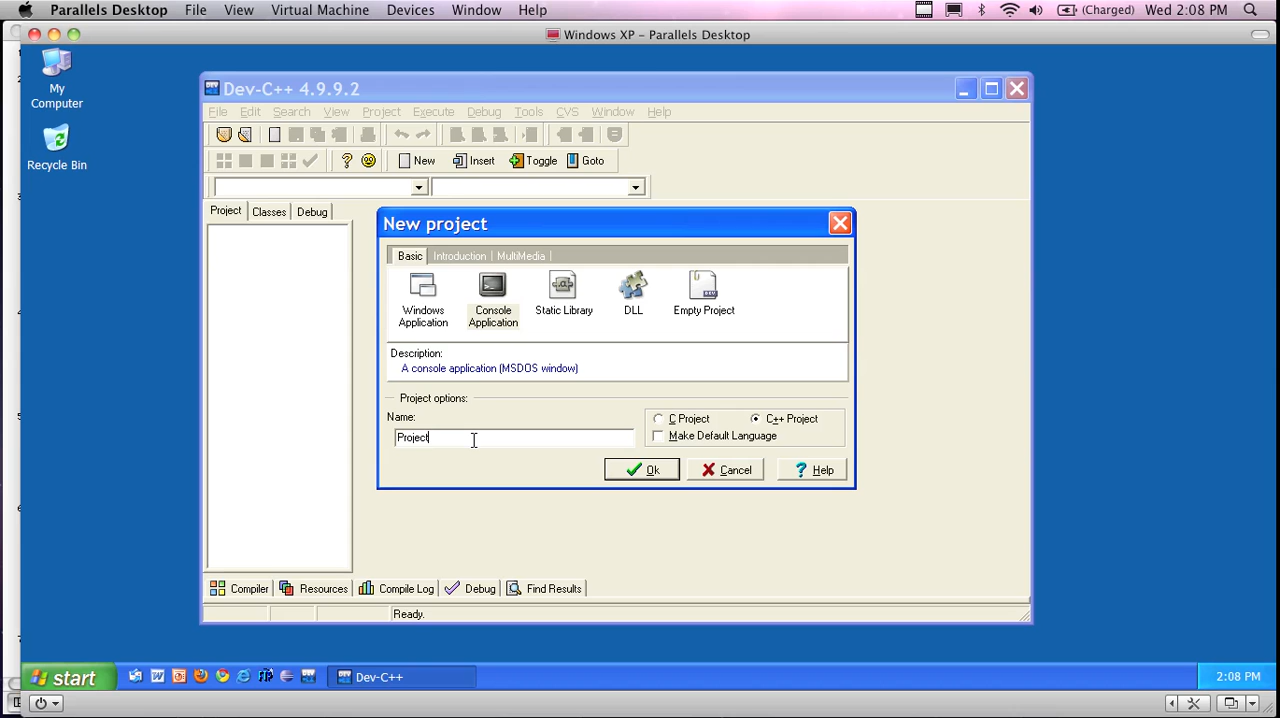 Parallels Desktop File View Virtual Machine Devices Window Help (Charged) Wed 2:08 PM
Windows XP - Parallels Desktop
My Computer
Recycle Bin
Dev-C++ 4.9.9.2
File Edit Search View Project Execute Debug Tools CVS Window Help
New Insert Toggle Goto
Project Classes Debug
New project
Basic Introduction MultiMedia
Windows Application
Console Application
Static Library
DLL
Empty Project
Description:
A console application (MSDOS window)
Project options:
Name:
Project
C Project C++ Project
Make Default Language
Ok Cancel Help
Compiler Resources Compile Log Debug Find Results
Ready.
start Dev-C++ 2:08 PM